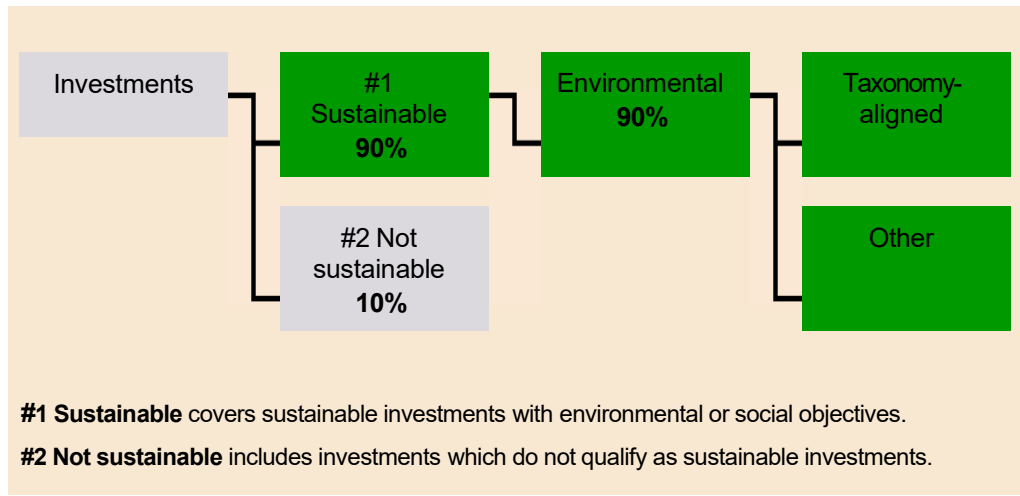 Investments
#1
Sustainable
90%
Environmental
90%
Taxonomy-
aligned
#2 Not
sustainable
10%
Other
#1 Sustainable covers sustainable investments with environmental or social objectives.
#2 Not sustainable includes investments which do not qualify as sustainable investments.